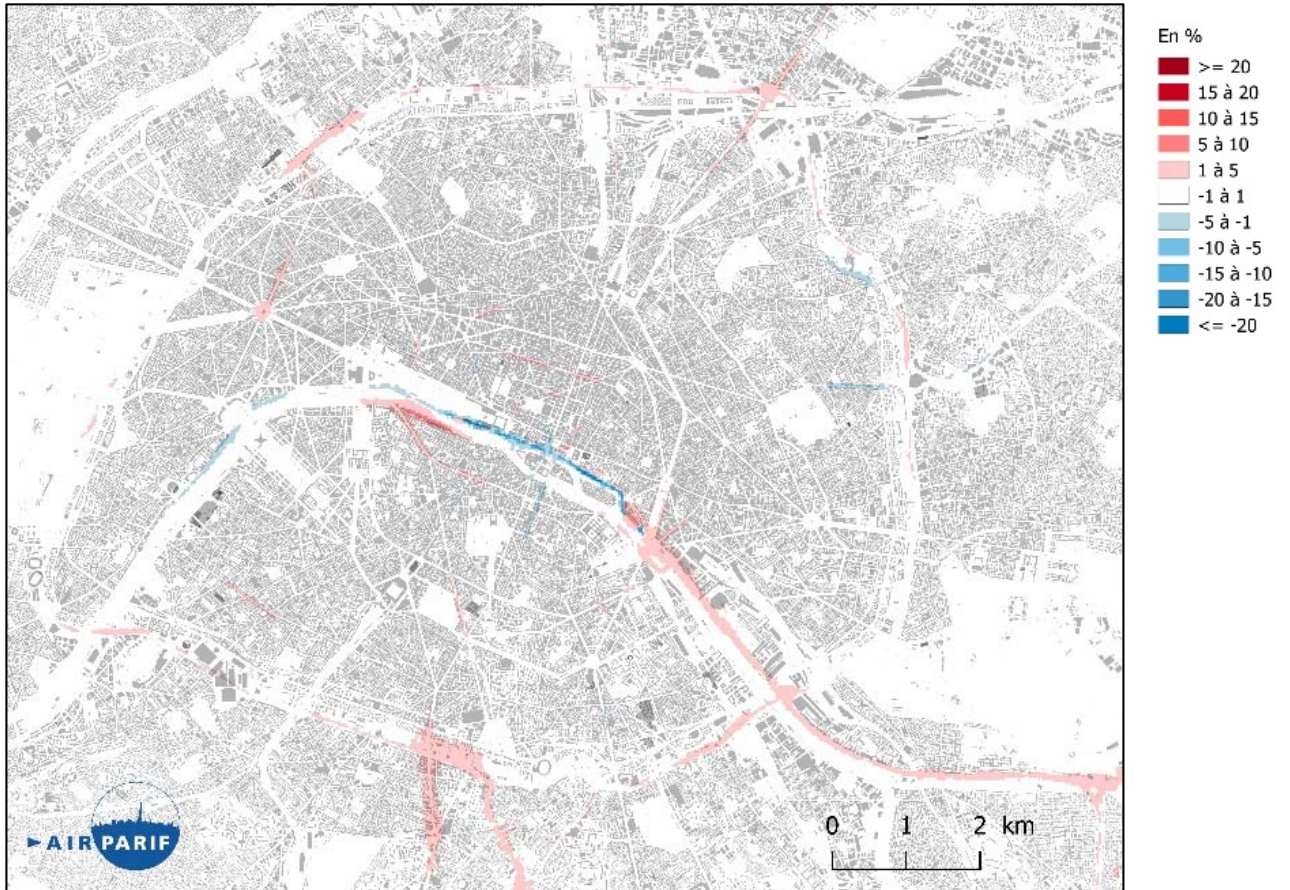 En %
>= 20
15 à 20
10 à 15
5 à 10
1 à 5
-1 à 1
-5 à -1
-10 à -5
-15 à -10
-20 à -15
<= -20
0 1 2 km
AIRPARIF